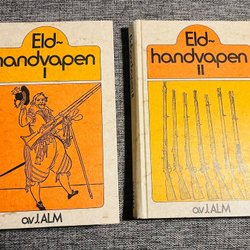 Eld~
handvapen
I
av J. ALM
Eld~
handvapen
II
av J. ALM